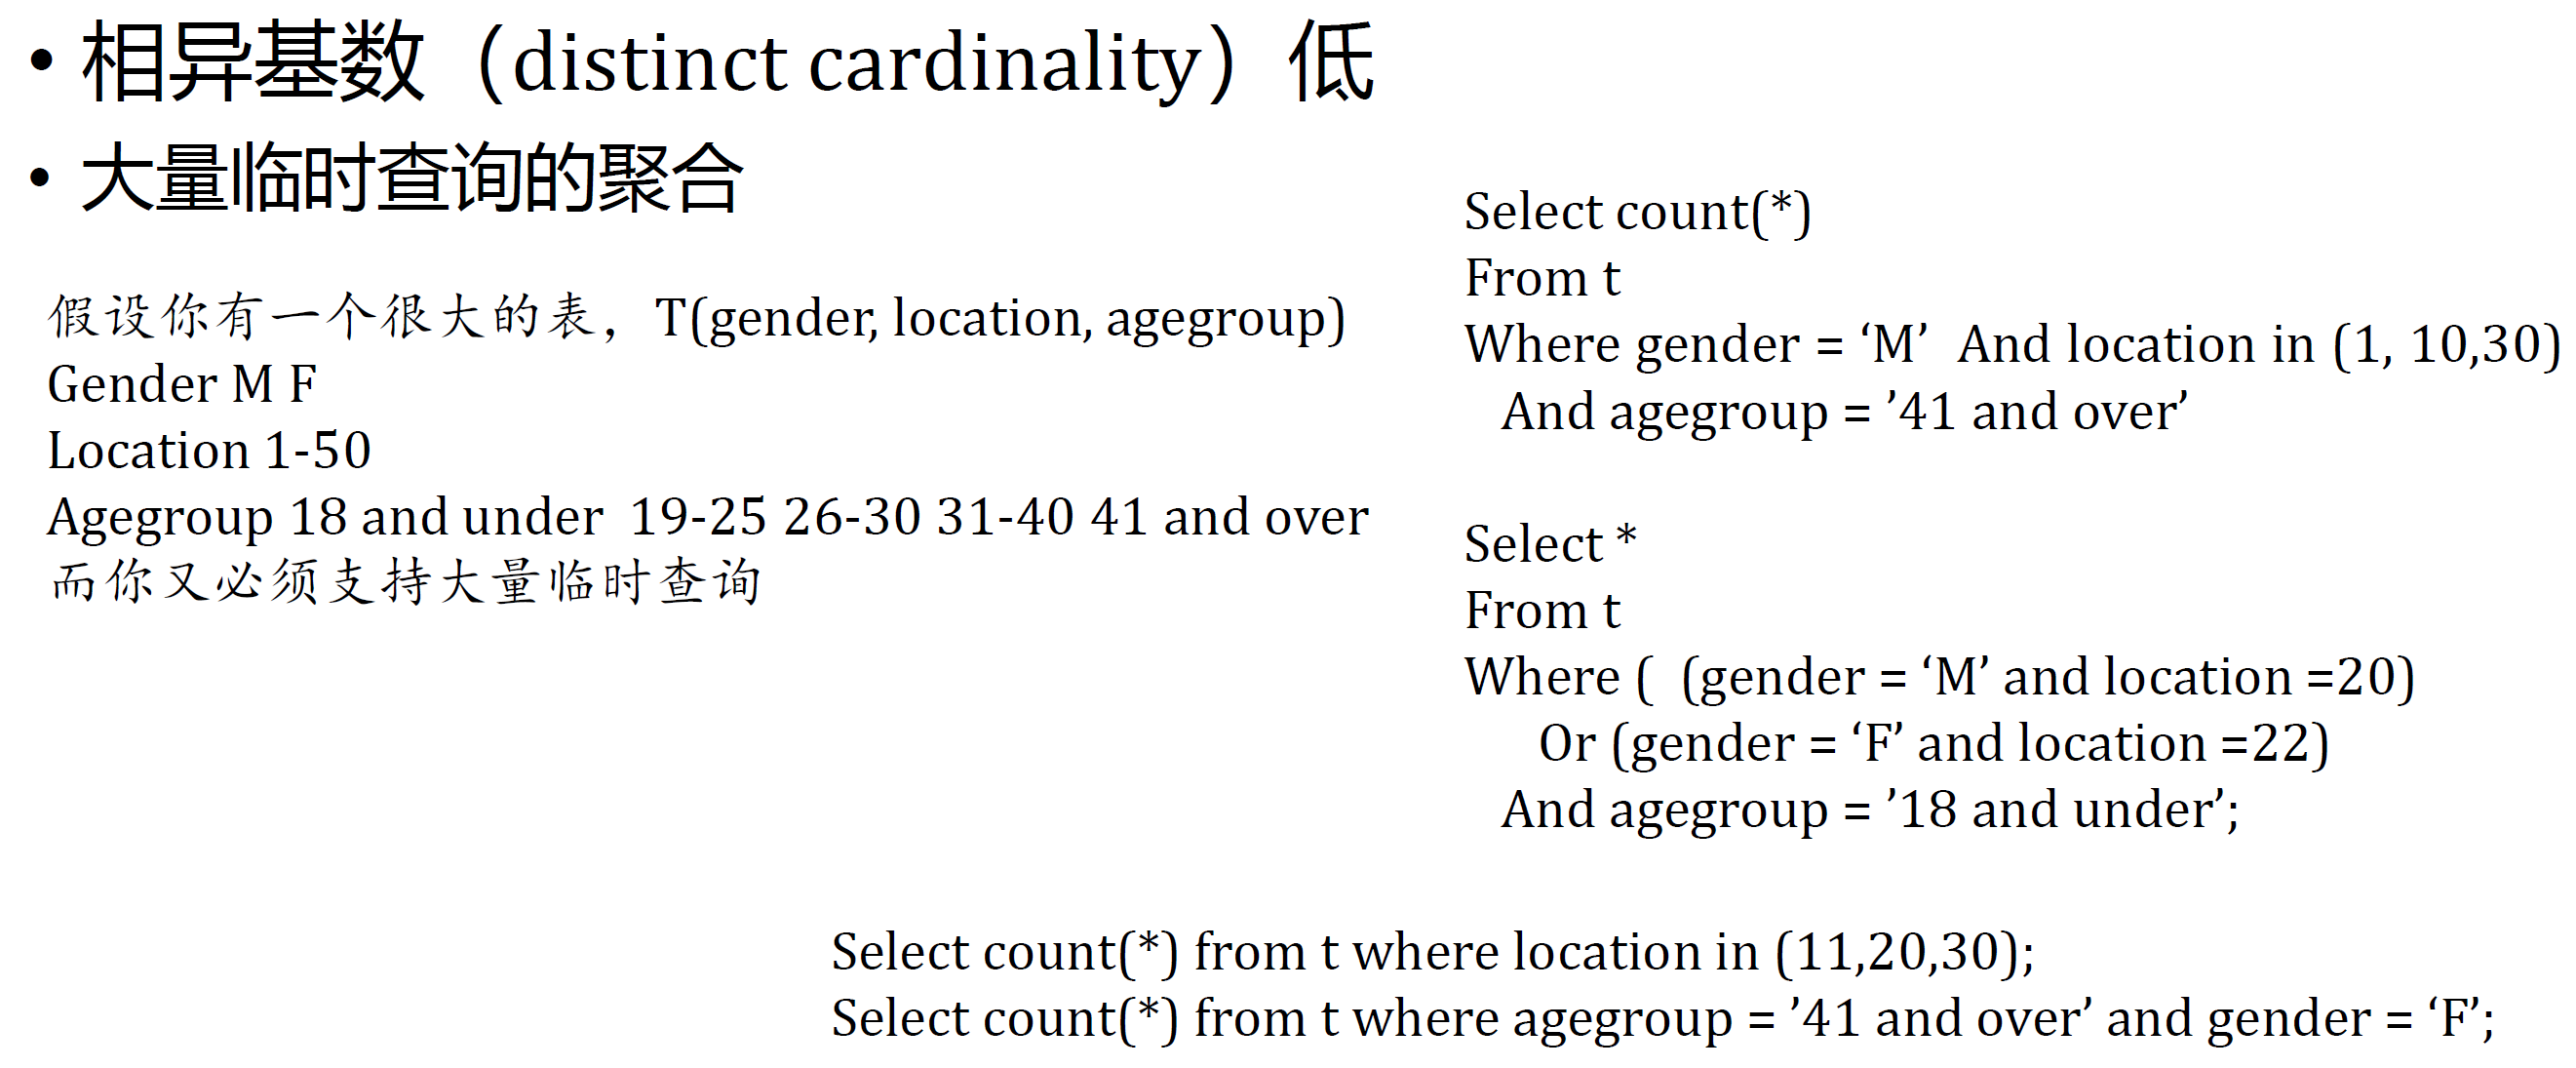 • 相异基数（distinct cardinality）低
• 大量临时查询的聚合
假设你有一个很大的表，T(gender, location, agegroup)
Gender M F
Location 1-50
Agegroup 18 and under  19-25 26-30 31-40 41 and over
而你又必须支持大量临时查询
Select count(*)
From t
Where gender = ‘M’  And location in (1, 10,30)
And agegroup = ’41 and over’
Select *
From t
Where (  (gender = ‘M’ and location =20)
Or (gender = ‘F’ and location =22)
And agegroup = ’18 and under’;
Select count(*) from t where location in (11,20,30);
Select count(*) from t where agegroup = ’41 and over’ and gender = ‘F’;